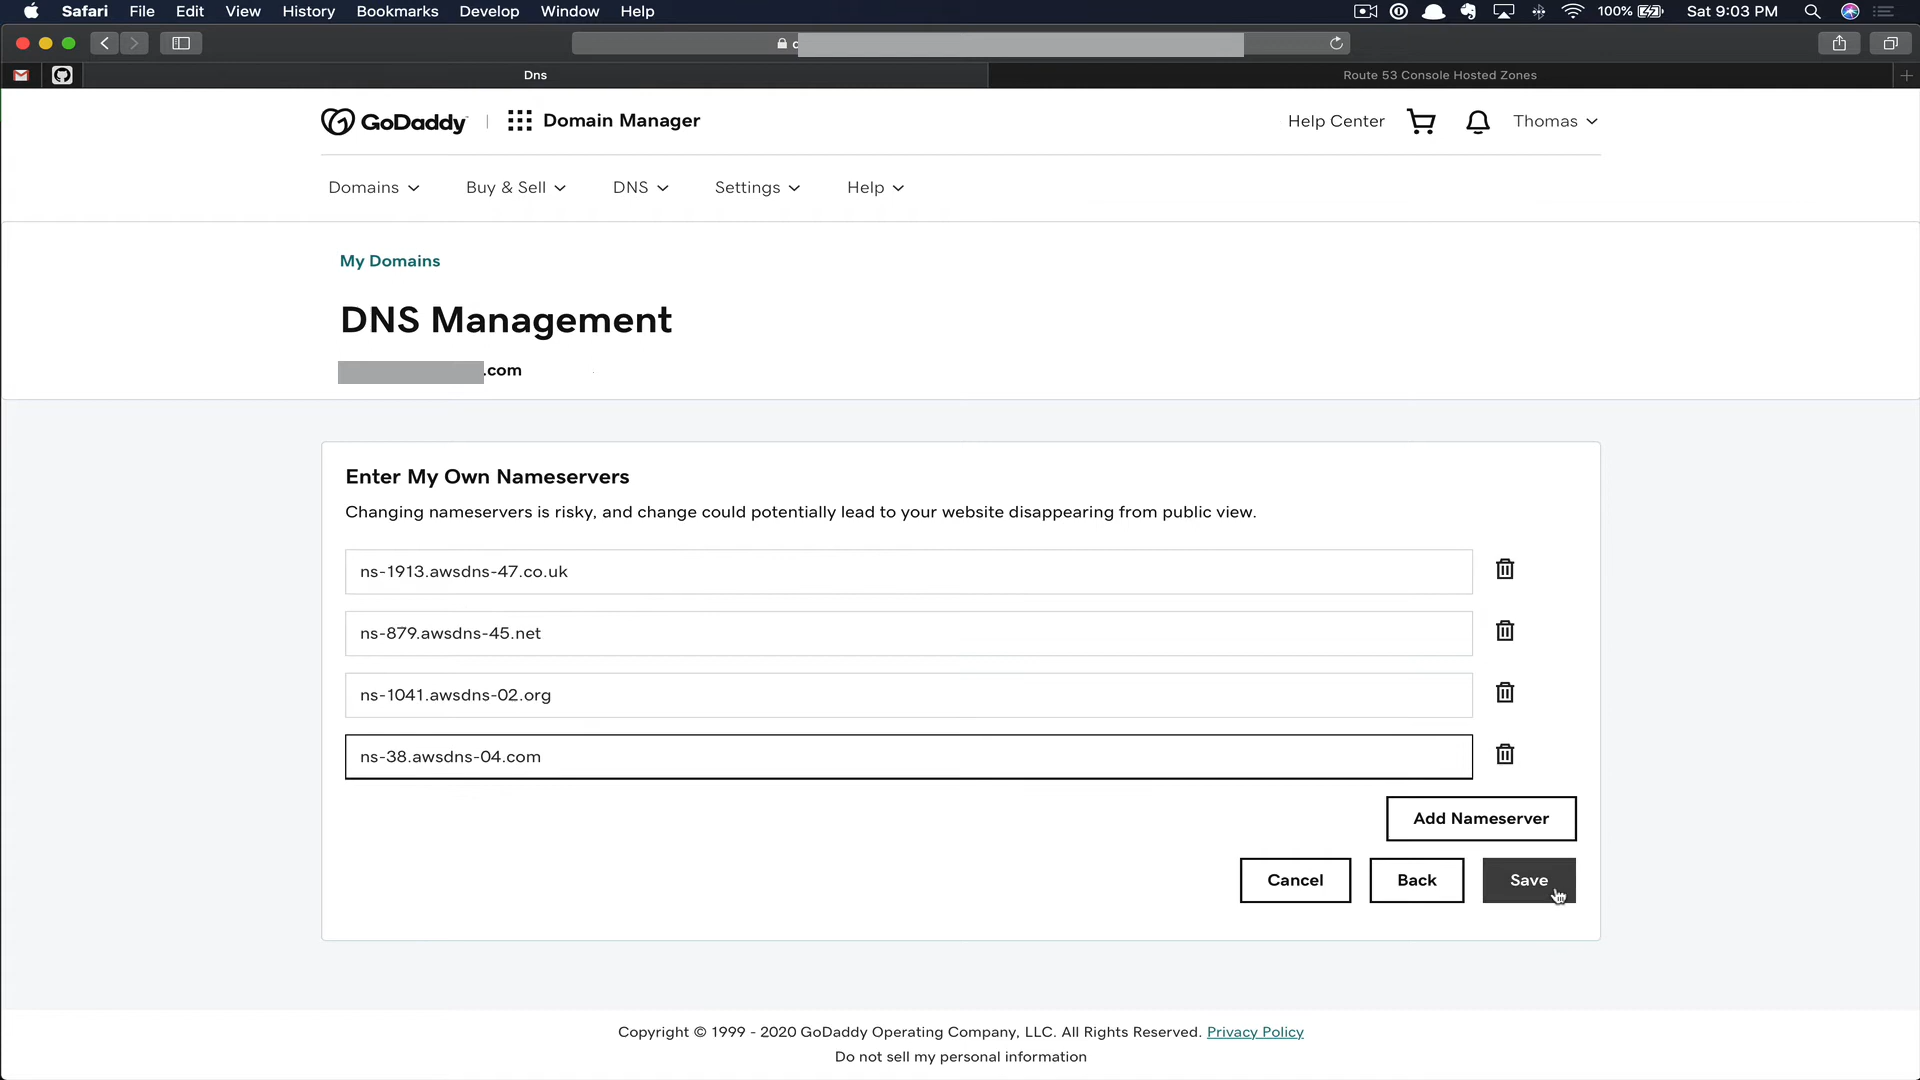 Safari File Edit View History Bookmarks Develop Window Help 100% Sat 9:03 PM
Dns
Route 53 Console Hosted Zones
GoDaddy Domain Manager Help Center Thomas
Domains Buy & Sell DNS Settings Help
My Domains
DNS Management
.com
Enter My Own Nameservers
Changing nameservers is risky, and change could potentially lead to your website disappearing from public view.
ns-1913.awsdns-47.co.uk
ns-879.awsdns-45.net
ns-1041.awsdns-02.org
ns-38.awsdns-04.com
Add Nameserver
Cancel Back Save
Copyright © 1999 - 2020 GoDaddy Operating Company, LLC. All Rights Reserved. Privacy Policy
Do not sell my personal information